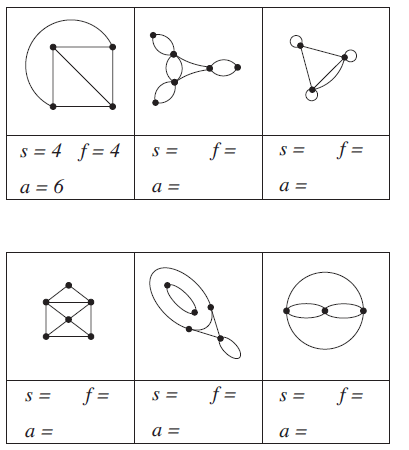 s = 4 f = 4
a = 6
s = f =
a =
s = f =
a =
s = f =
a =
s = f =
a =
s = f =
a =